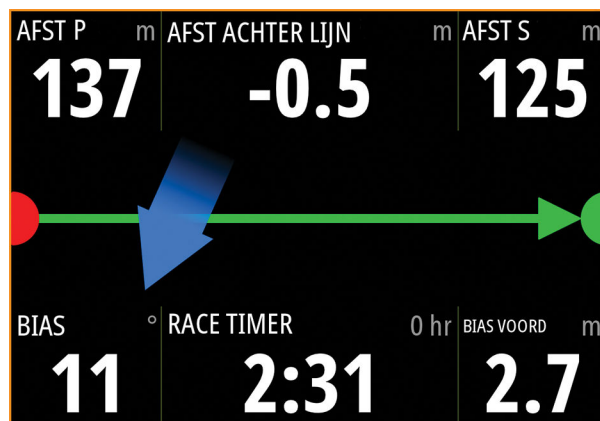 AFST P m AFST ACHTER LIJN m AFST S m
137 -0.5 125
BIAS ° RACE TIMER 0 hr BIAS VOORD m
11 2:31 2.7